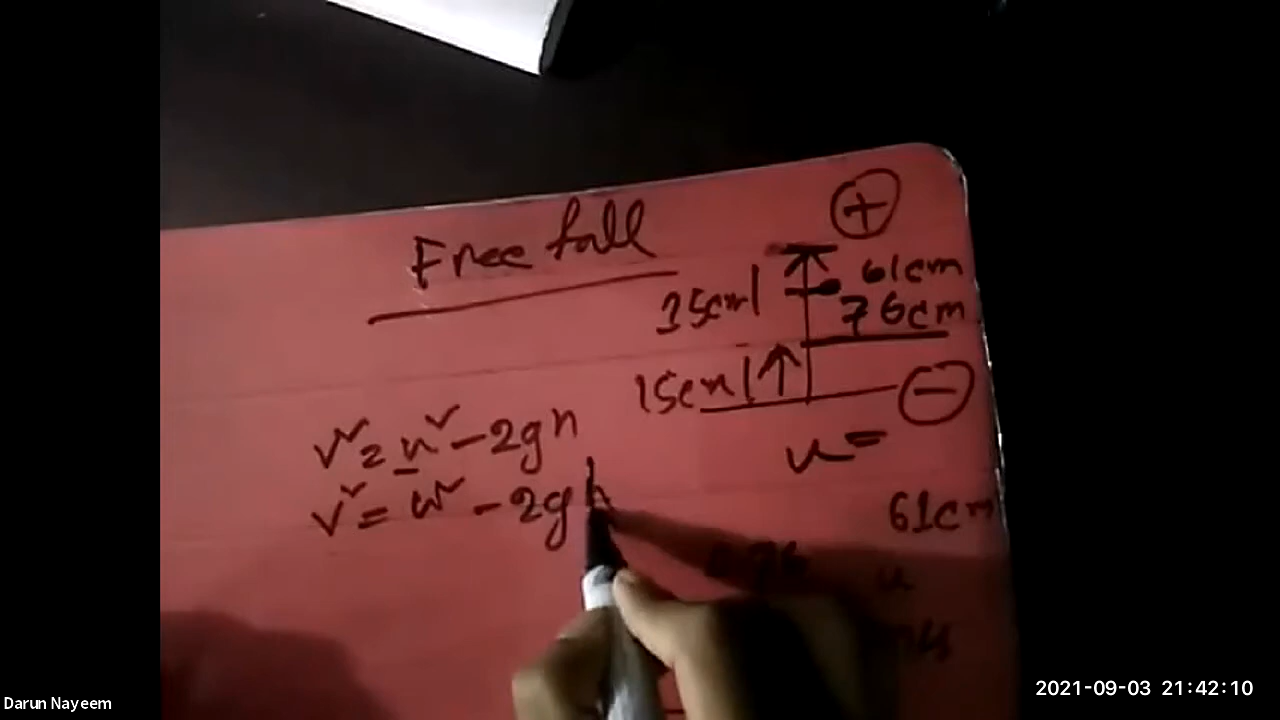 Free fall
+
61cm
35cm
76cm
15cm
-
v² = u² - 2gh
u =
v² = u² - 2gh
61cm
u
Darun Nayeem
2021-09-03 21:42:10